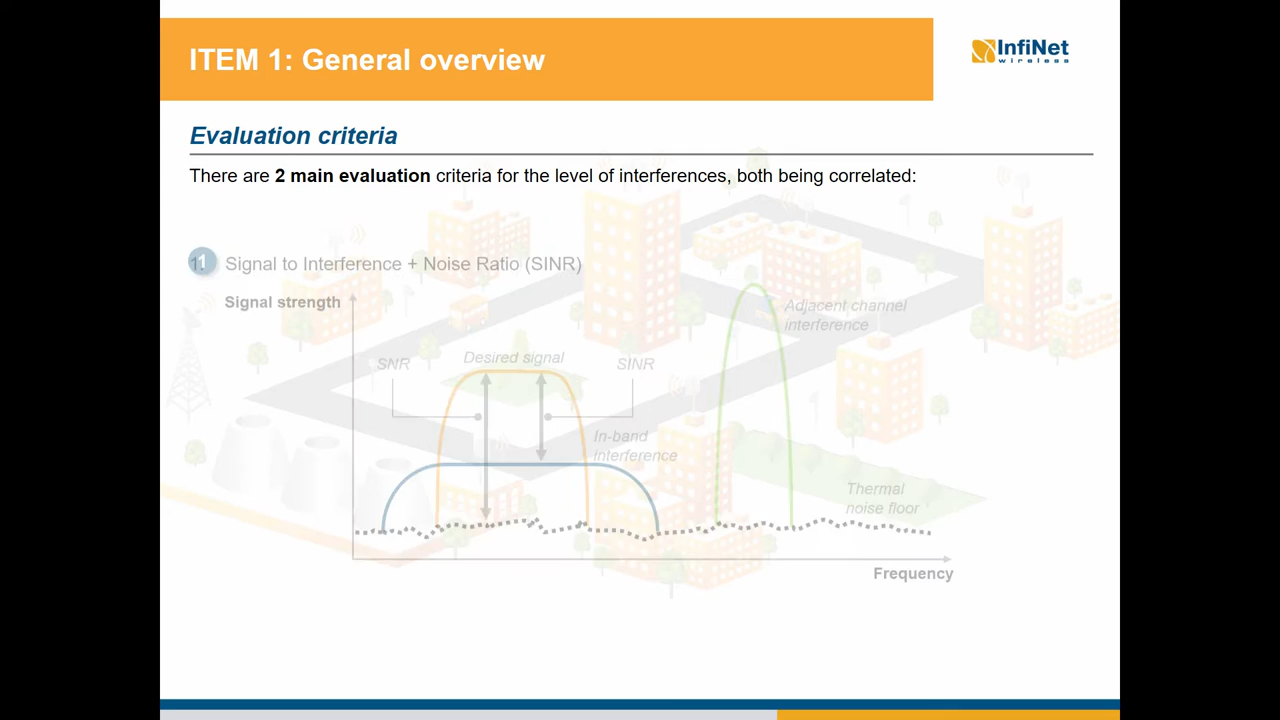 ITEM 1: General overview
InfiNet
wireless
Evaluation criteria
There are 2 main evaluation criteria for the level of interferences, both being correlated:
1. Signal to Interference + Noise Ratio (SINR)
Signal strength
Adjacent channel
interference
SNR
Desired signal
SINR
In-band
interference
Thermal
noise floor
Frequency